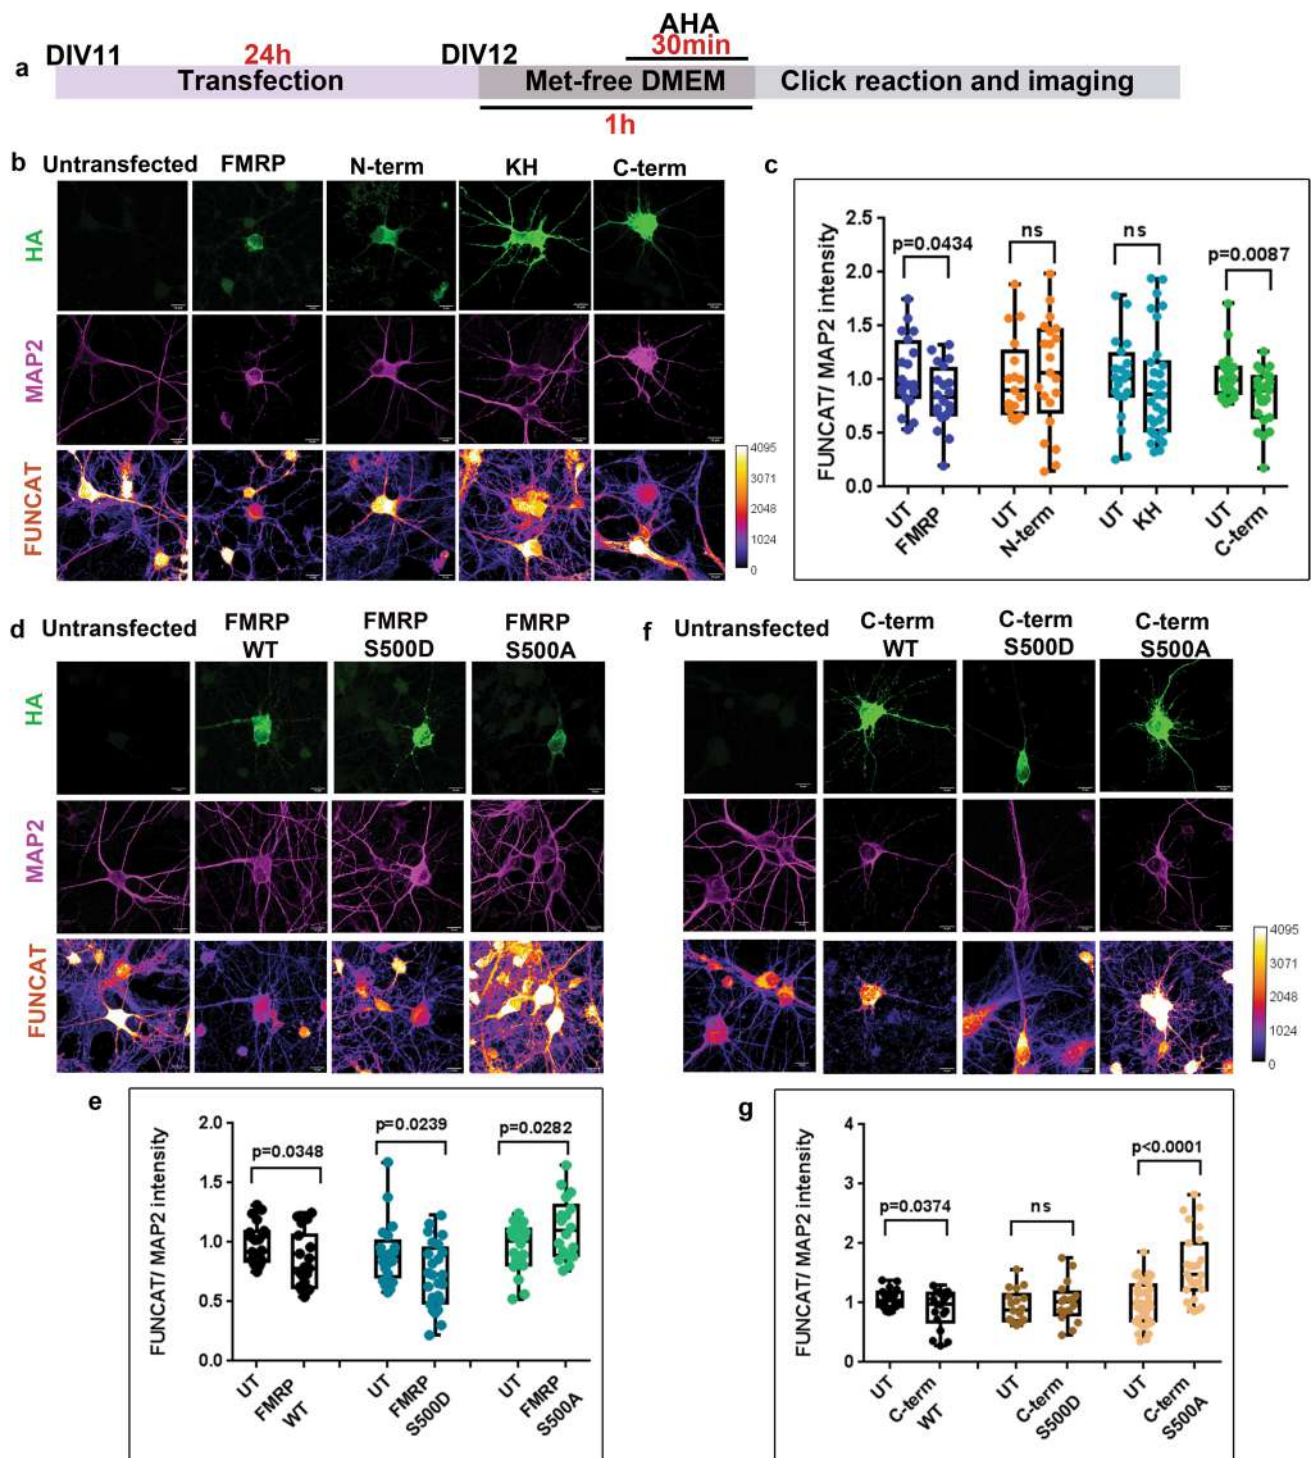 a
DIV11
24h
DIV12
AHA
30min
Transfection
Met-free DMEM
Click reaction and imaging
1h
b
Untransfected
FMRP
N-term
KH
C-term
HA
MAP2
FUNCAT
4095
3071
2048
1024
0
c
FUNCAT/ MAP2 intensity
2.5
2.0
1.5
1.0
0.5
0.0
p=0.0434
ns
ns
p=0.0087
UT
FMRP
UT
N-term
UT
KH
UT
C-term
d
Untransfected
FMRP
WT
FMRP
S500D
FMRP
S500A
HA
MAP2
FUNCAT
f
Untransfected
C-term
WT
C-term
S500D
C-term
S500A
4095
3071
2048
1024
0
e
FUNCAT/ MAP2 intensity
2.0
1.5
1.0
0.5
0.0
p=0.0348
p=0.0239
p=0.0282
UT
FMRP
WT
UT
FMRP
S500D
UT
FMRP
S500A
g
FUNCAT/ MAP2 intensity
4
3
2
1
0
p=0.0374
ns
p<0.0001
UT
C-term
WT
UT
C-term
S500D
UT
C-term
S500A